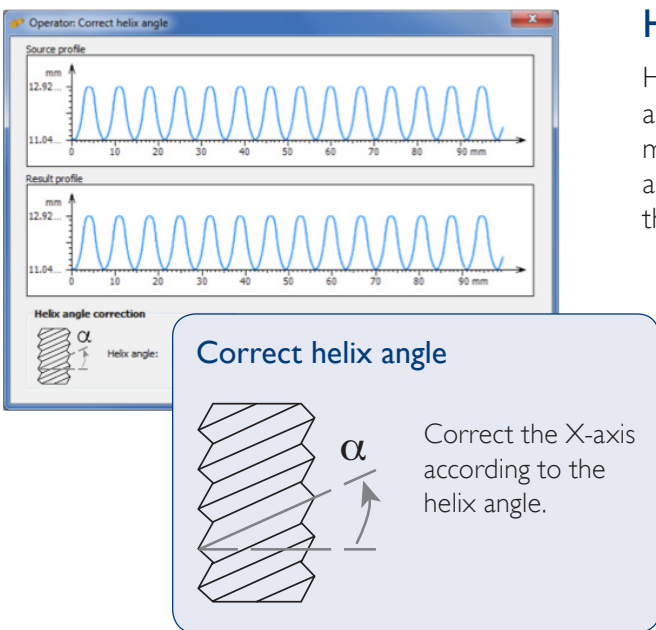 Operator: Correct helix angle
Source profile
mm
12.92...
11.04...
0 10 20 30 40 50 60 70 80 90 mm
Result profile
mm
12.92...
11.04...
0 10 20 30 40 50 60 70 80 90 mm
Helix angle correction
α
Helix angle:
Correct helix angle
α
Correct the X-axis
according to the
helix angle.